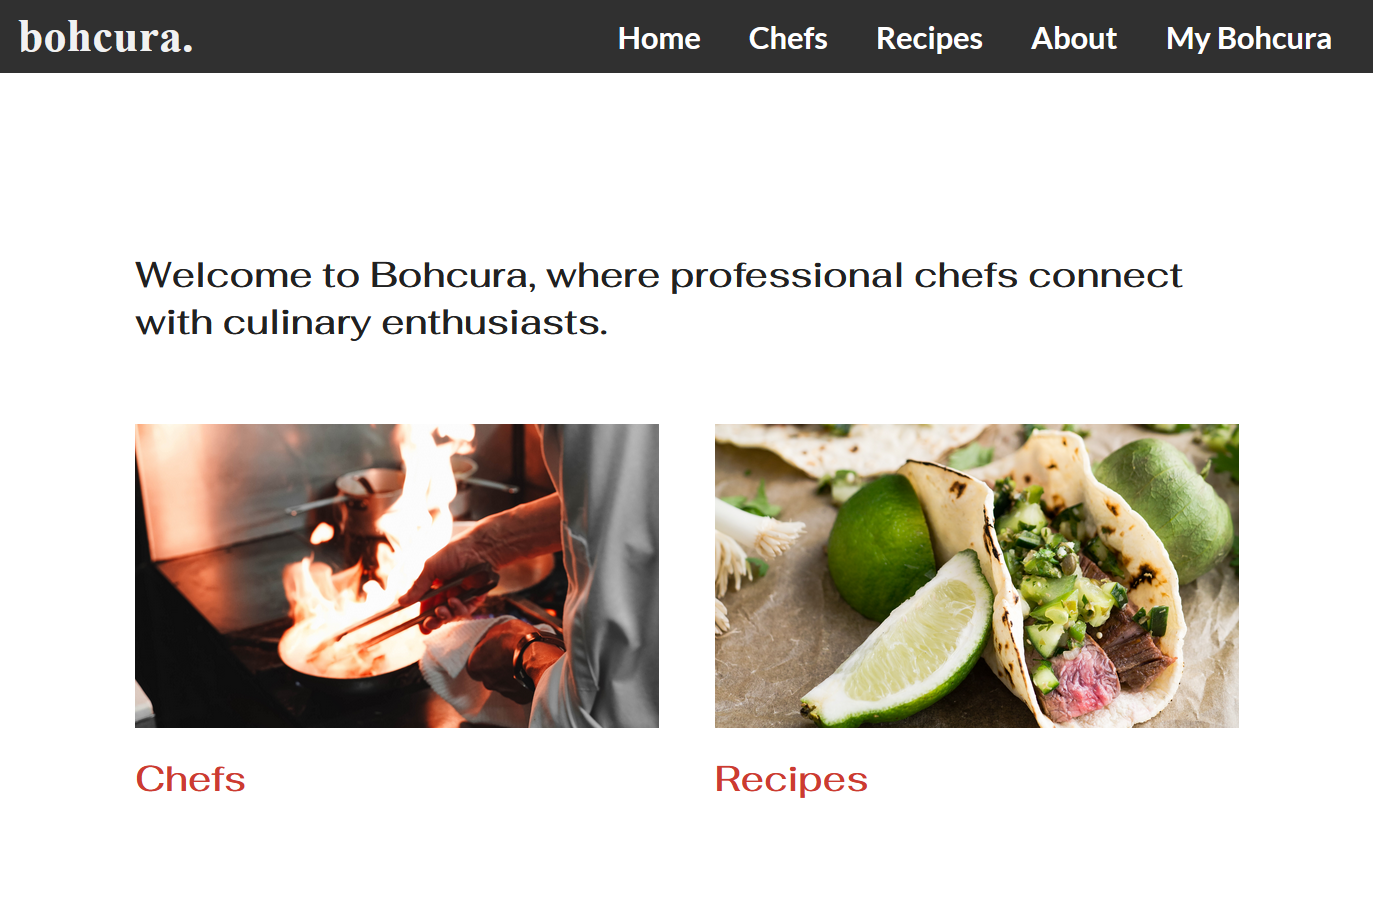 bohcura.
Home Chefs Recipes About My Bohcura
Welcome to Bohcura, where professional chefs connect
with culinary enthusiasts.
Chefs
Recipes